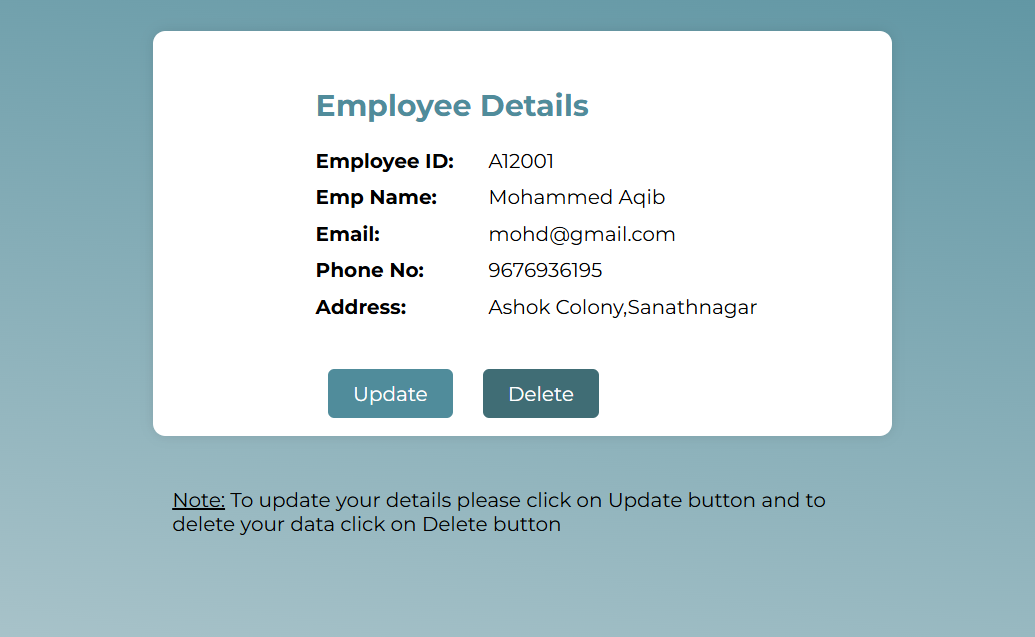 Employee Details
Employee ID: A12001
Emp Name: Mohammed Aqib
Email: mohd@gmail.com
Phone No: 9676936195
Address: Ashok Colony,Sanathnagar
Update Delete
Note: To update your details please click on Update button and to
delete your data click on Delete button